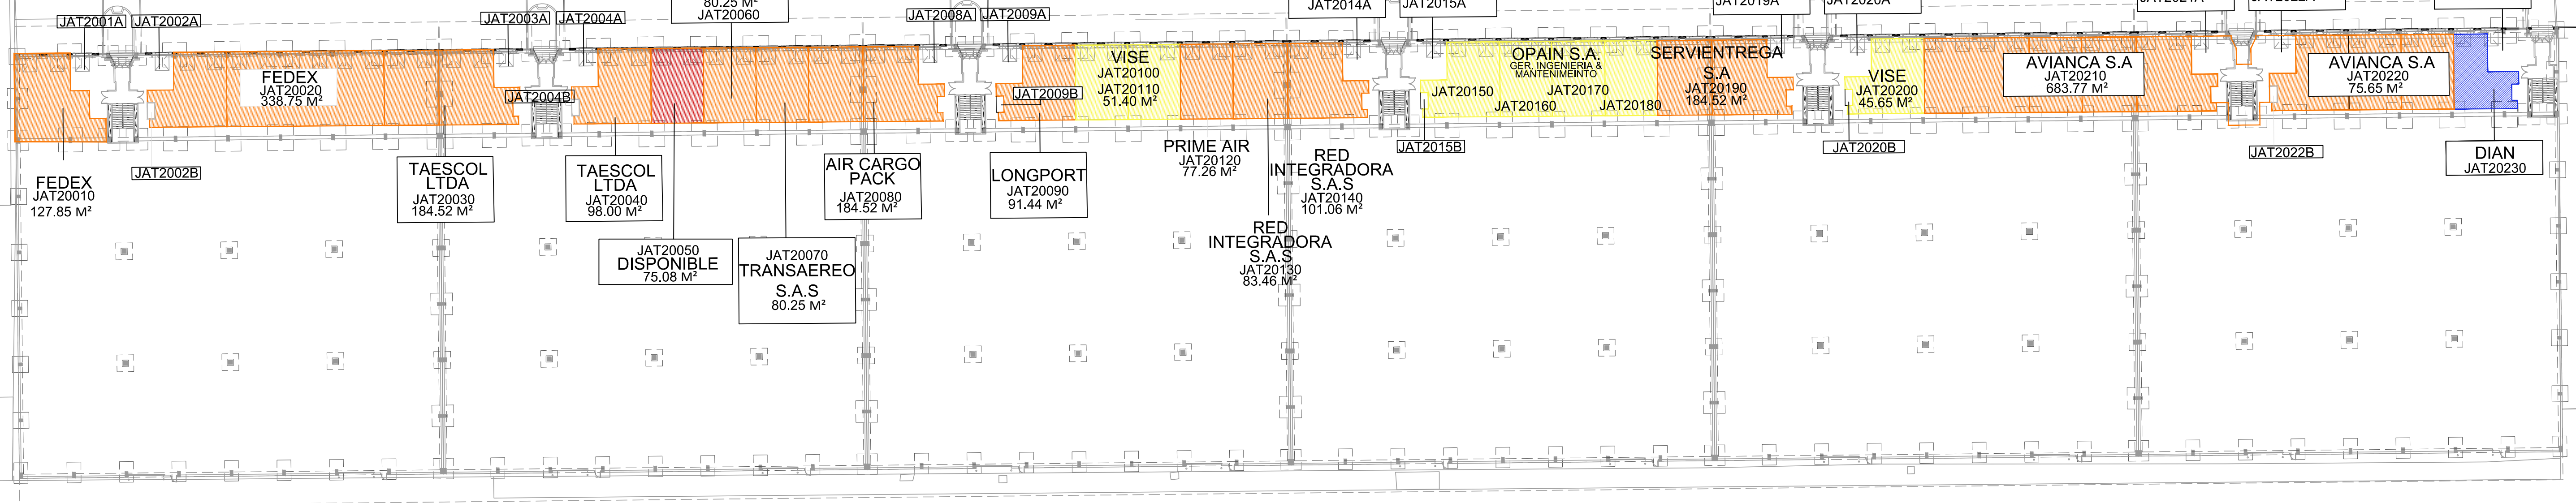 80.25 M²
JAT20060
JAT2014A
JAT2015A
JAT2001A
JAT2002A
JAT2003A
JAT2004A
JAT2008A
JAT2009A
FEDEX
JAT20020
338.75 M²
JAT2004B
JAT2009B
VISE
JAT20100
JAT20110
51.40 M²
OPAIN S.A.
GER, INGENIERIA &
MANTENIMEINTO
JAT20150
JAT20160
JAT20170
JAT20180
SERVIENTREGA
S.A
JAT20190
184.52 M²
VISE
JAT20200
45.65 M²
AVIANCA S.A
JAT20210
683.77 M²
AVIANCA S.A
JAT20220
75.65 M²
JAT2002B
FEDEX
JAT20010
127.85 M²
TAESCOL
LTDA
JAT20030
184.52 M²
TAESCOL
LTDA
JAT20040
98.00 M²
JAT20050
DISPONIBLE
75.08 M²
JAT20070
TRANSAEREO
S.A.S
80.25 M²
AIR CARGO
PACK
JAT20080
184.52 M²
LONGPORT
JAT20090
91.44 M²
PRIME AIR
JAT20120
77.26 M²
RED
INTEGRADORA
S.A.S
JAT20130
83.46 M²
RED
INTEGRADORA
S.A.S
JAT20140
101.06 M²
JAT2015B
JAT2020B
JAT2022B
DIAN
JAT20230